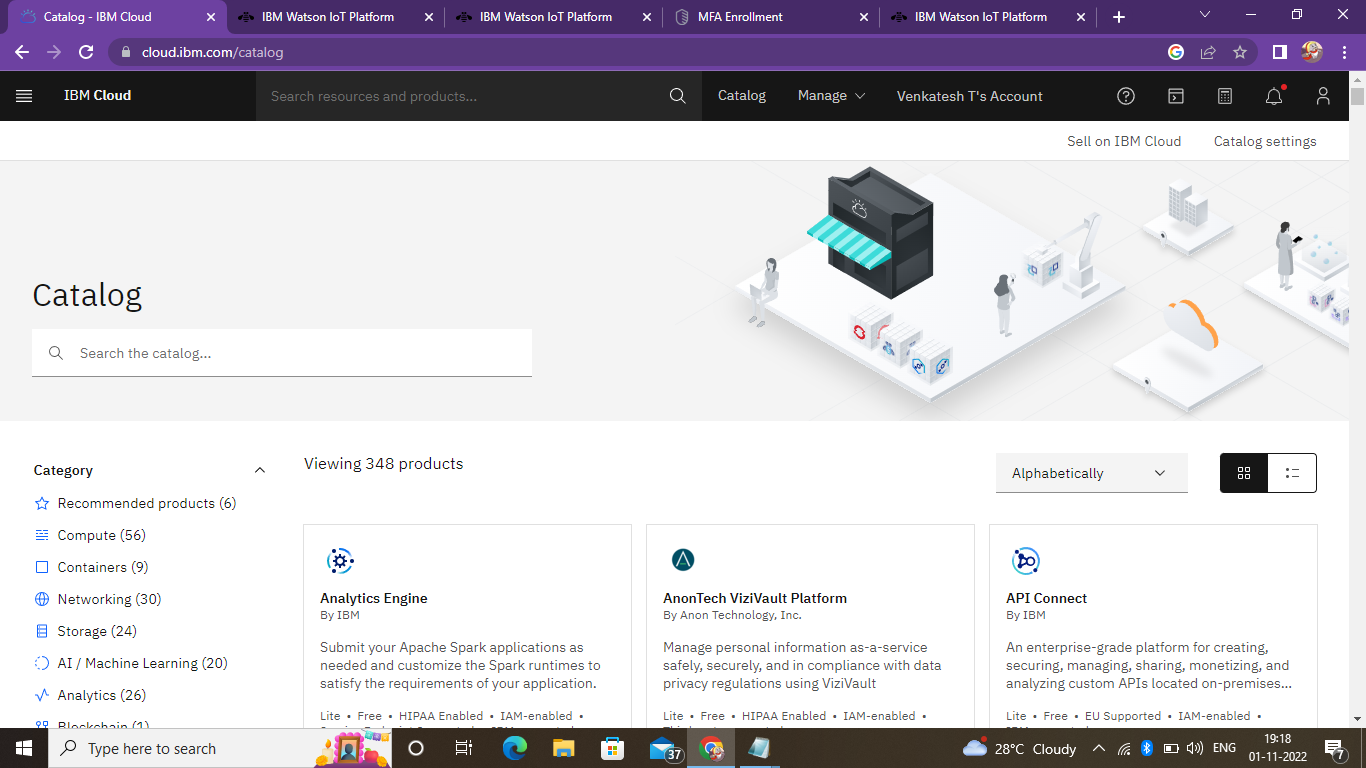 Catalog - IBM Cloud
IBM Watson IoT Platform
IBM Watson IoT Platform
MFA Enrollment
IBM Watson IoT Platform
cloud.ibm.com/catalog
IBM Cloud
Search resources and products...
Catalog
Manage
Venkatesh T's Account
Sell on IBM Cloud
Catalog settings
Catalog
Search the catalog...
Category
Recommended products (6)
Compute (56)
Containers (9)
Networking (30)
Storage (24)
AI / Machine Learning (20)
Analytics (26)
Blockchain (1)
Viewing 348 products
Alphabetically
Analytics Engine
By IBM
Submit your Apache Spark applications as
needed and customize the Spark runtimes to
satisfy the requirements of your application.
Lite • Free • HIPAA Enabled • IAM-enabled •
AnonTech ViziVault Platform
By Anon Technology, Inc.
Manage personal information as-a-service
safely, securely, and in compliance with data
privacy regulations using ViziVault
Lite • Free • HIPAA Enabled • IAM-enabled •
API Connect
By IBM
An enterprise-grade platform for creating,
securing, managing, sharing, monetizing, and
analyzing custom APIs located on-premises...
Lite • Free • EU Supported • IAM-enabled •
Type here to search
37
28°C Cloudy
ENG
19:18
01-11-2022
7